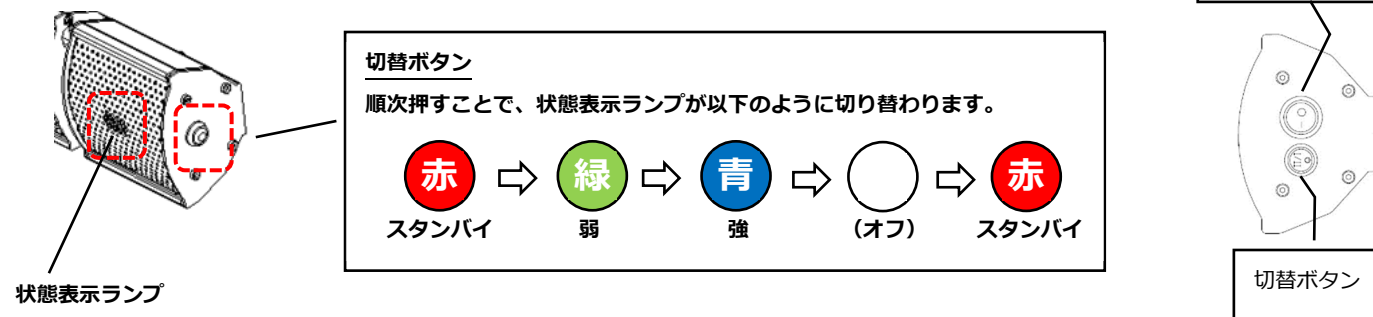 切替ボタン
順次押すことで、状態表示ランプが以下のように切り替わります。
赤 緑 青 赤
スタンバイ 弱 強 （オフ） スタンバイ
状態表示ランプ
切替ボタン